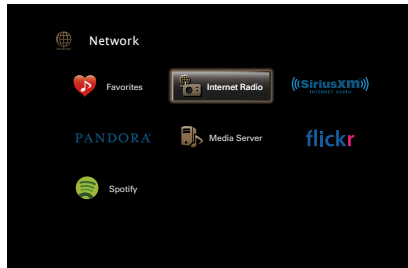 Network
Favorites
Internet Radio
((SiriusXM))
INTERNET RADIO
PANDORA
Media Server
flickr
Spotify